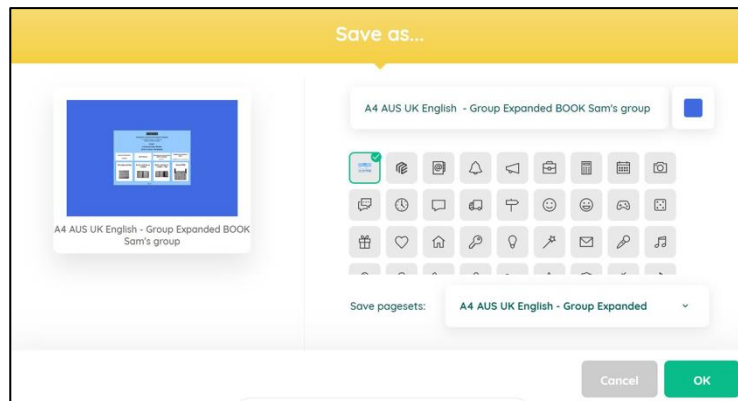 Save as...
A4 AUS UK English - Group Expanded BOOK Sam's group
A4 AUS UK English - Group Expanded BOOK
Sam's group
Save pagesets:
A4 AUS UK English - Group Expanded
Cancel
OK